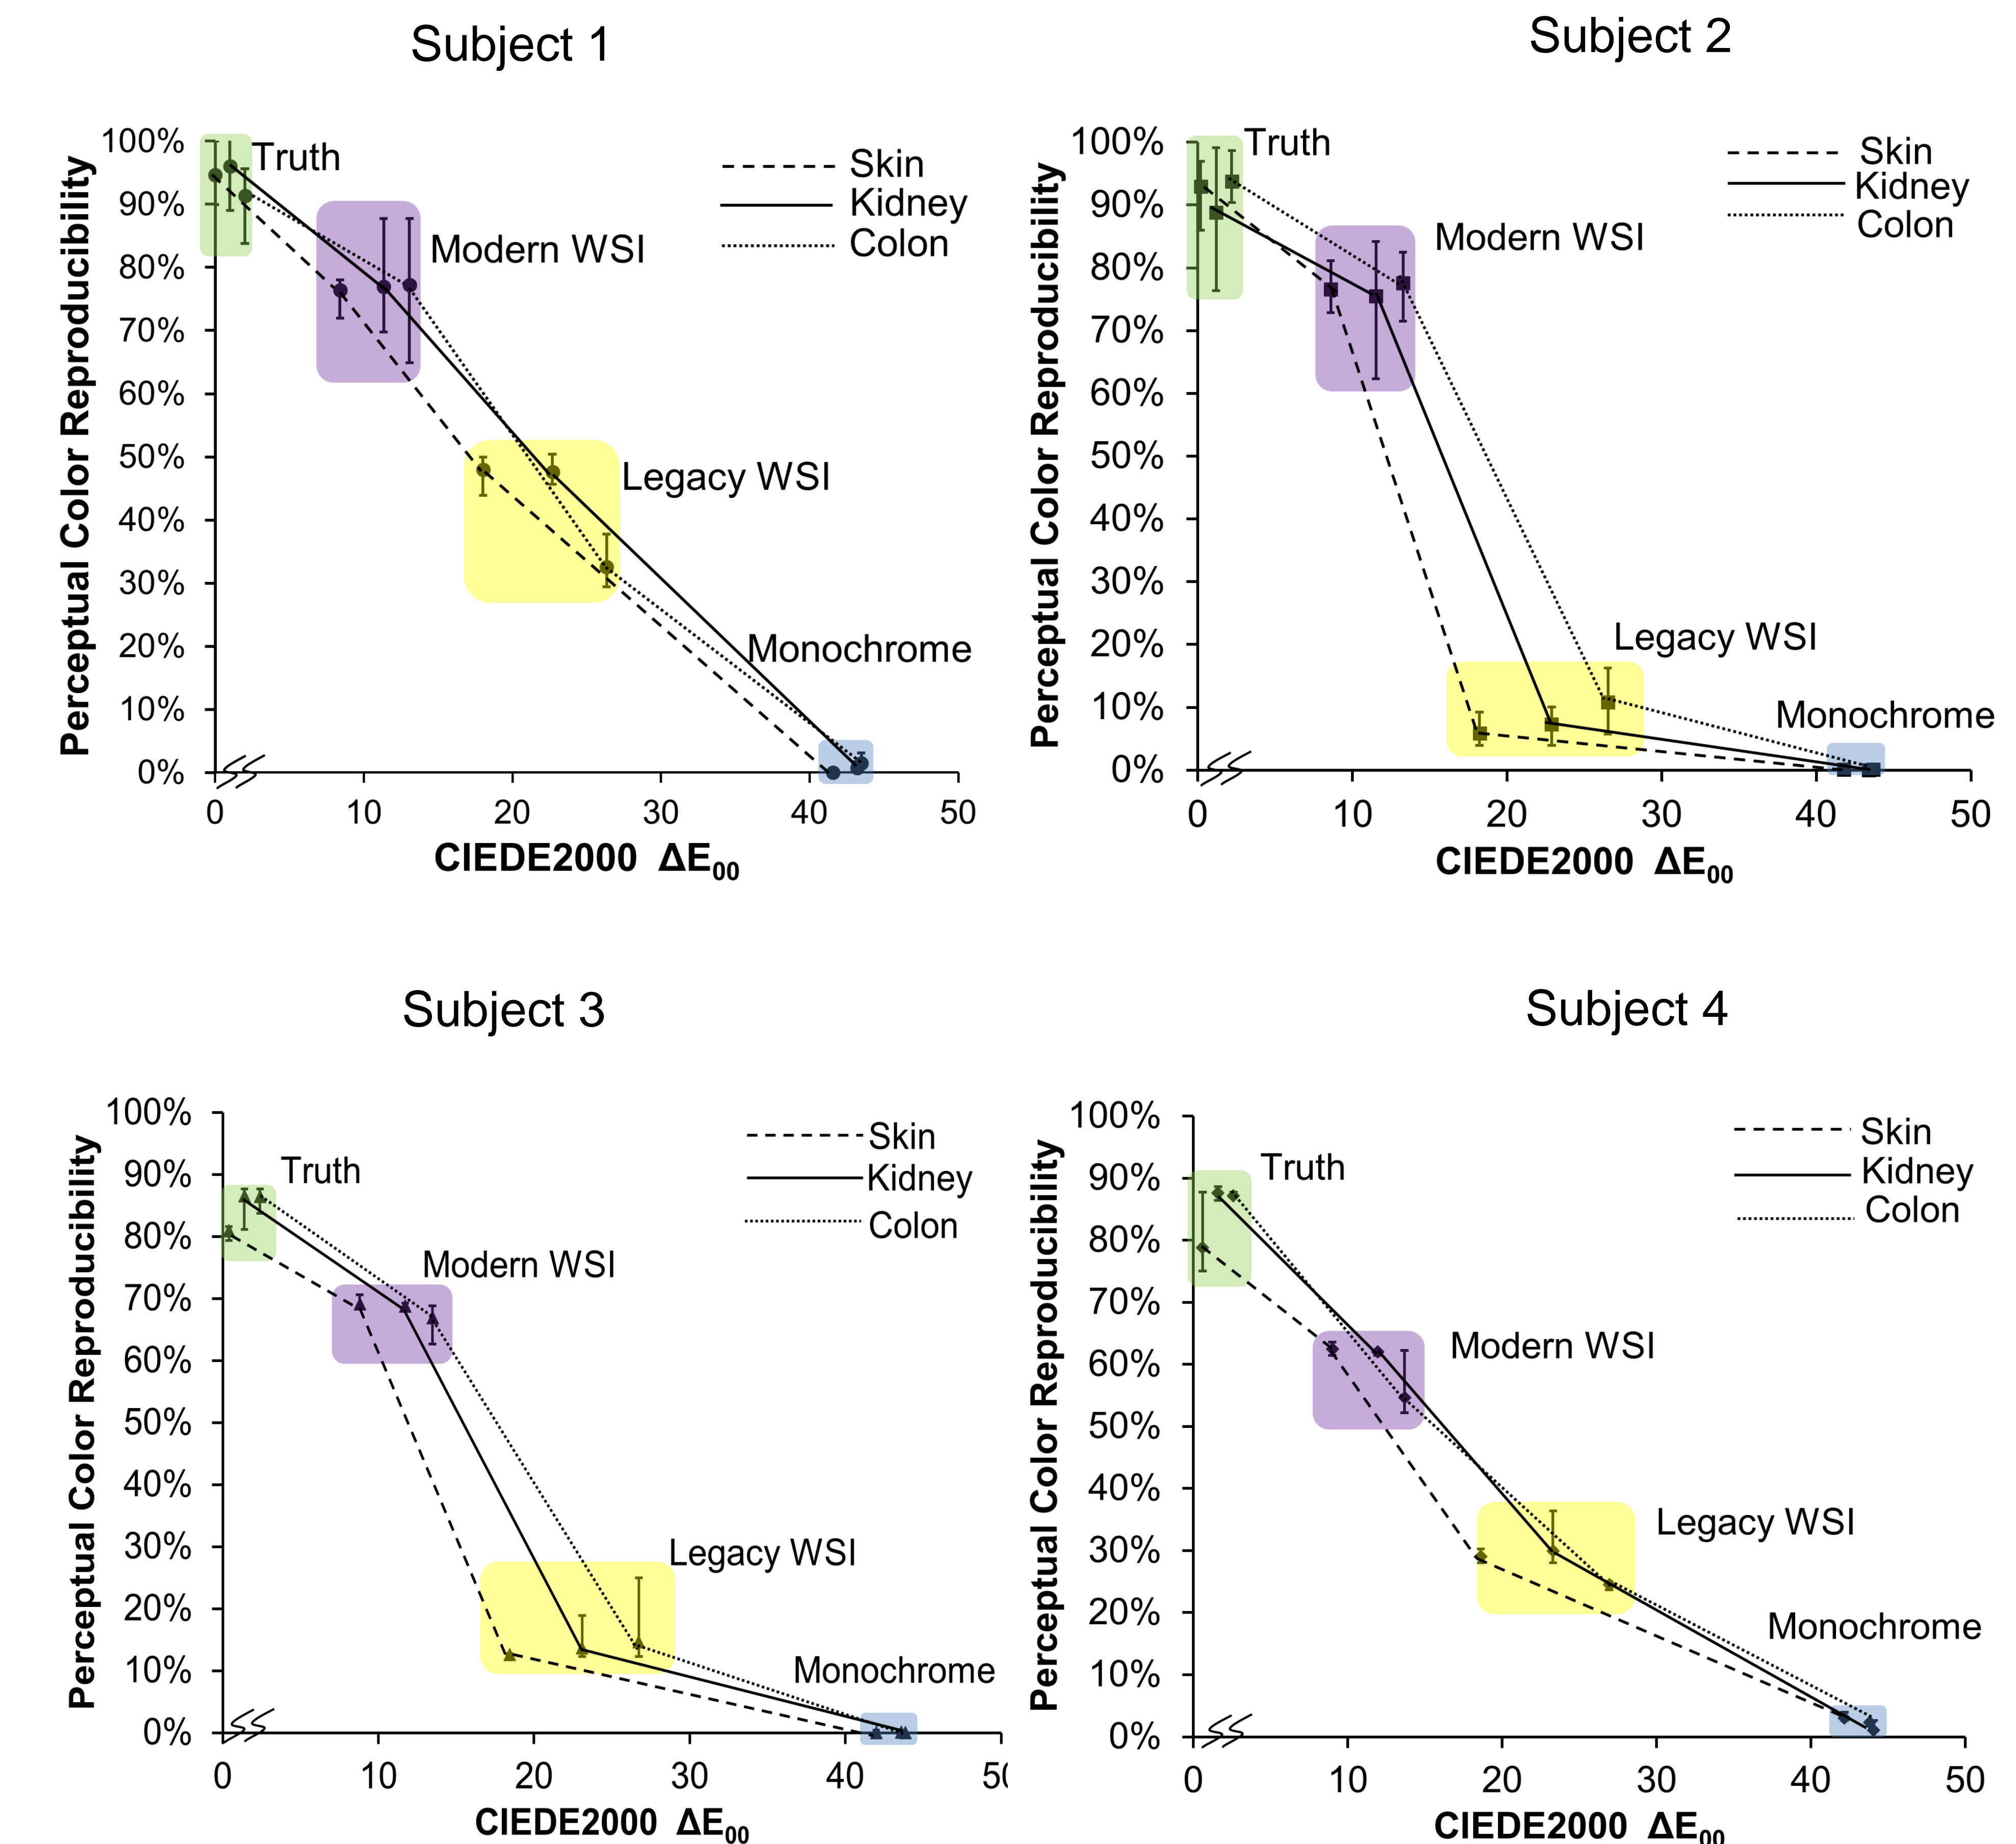 Subject 1
Perceptual Color Reproducibility
100%
90%
80%
70%
60%
50%
40%
30%
20%
10%
0%
Truth
Modern WSI
Legacy WSI
Monochrome
Skin
Kidney
Colon
0 10 20 30 40 50
CIEDE2000 ΔE00
Subject 2
Perceptual Color Reproducibility
100%
90%
80%
70%
60%
50%
40%
30%
20%
10%
0%
Truth
Modern WSI
Legacy WSI
Monochrome
Skin
Kidney
Colon
0 10 20 30 40 50
CIEDE2000 ΔE00
Subject 3
Perceptual Color Reproducibility
100%
90%
80%
70%
60%
50%
40%
30%
20%
10%
0%
Truth
Modern WSI
Legacy WSI
Monochrome
Skin
Kidney
Colon
0 10 20 30 40 50
CIEDE2000 ΔE00
Subject 4
Perceptual Color Reproducibility
100%
90%
80%
70%
60%
50%
40%
30%
20%
10%
0%
Truth
Modern WSI
Legacy WSI
Monochrome
Skin
Kidney
Colon
0 10 20 30 40 50
CIEDE2000 ΔE00